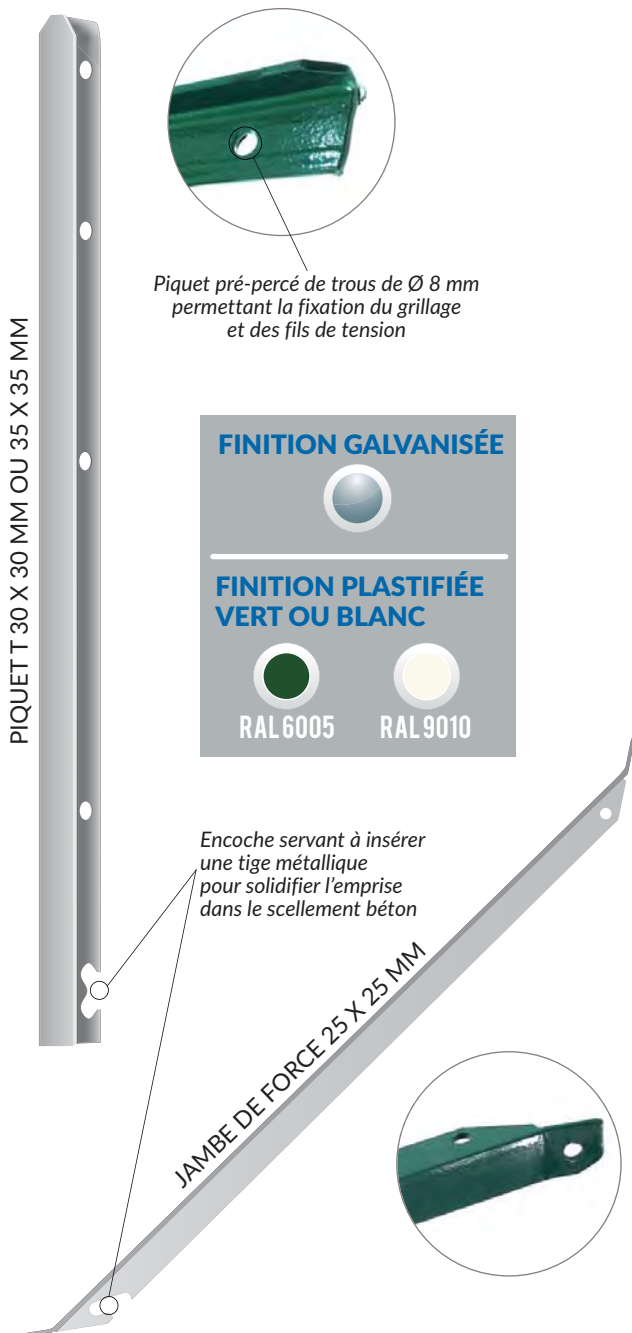 Piquet pré-percé de trous de Ø 8 mm
permettant la fixation du grillage
et des fils de tension
PIQUET T 30 X 30 MM OU 35 X 35 MM
FINITION GALVANISÉE
FINITION PLASTIFIÉE
VERT OU BLANC
RAL 6005
RAL 9010
Encoche servant à insérer
une tige métallique
pour solidifier l'emprise
dans le scellement béton
JAMBE DE FORCE 25 X 25 MM